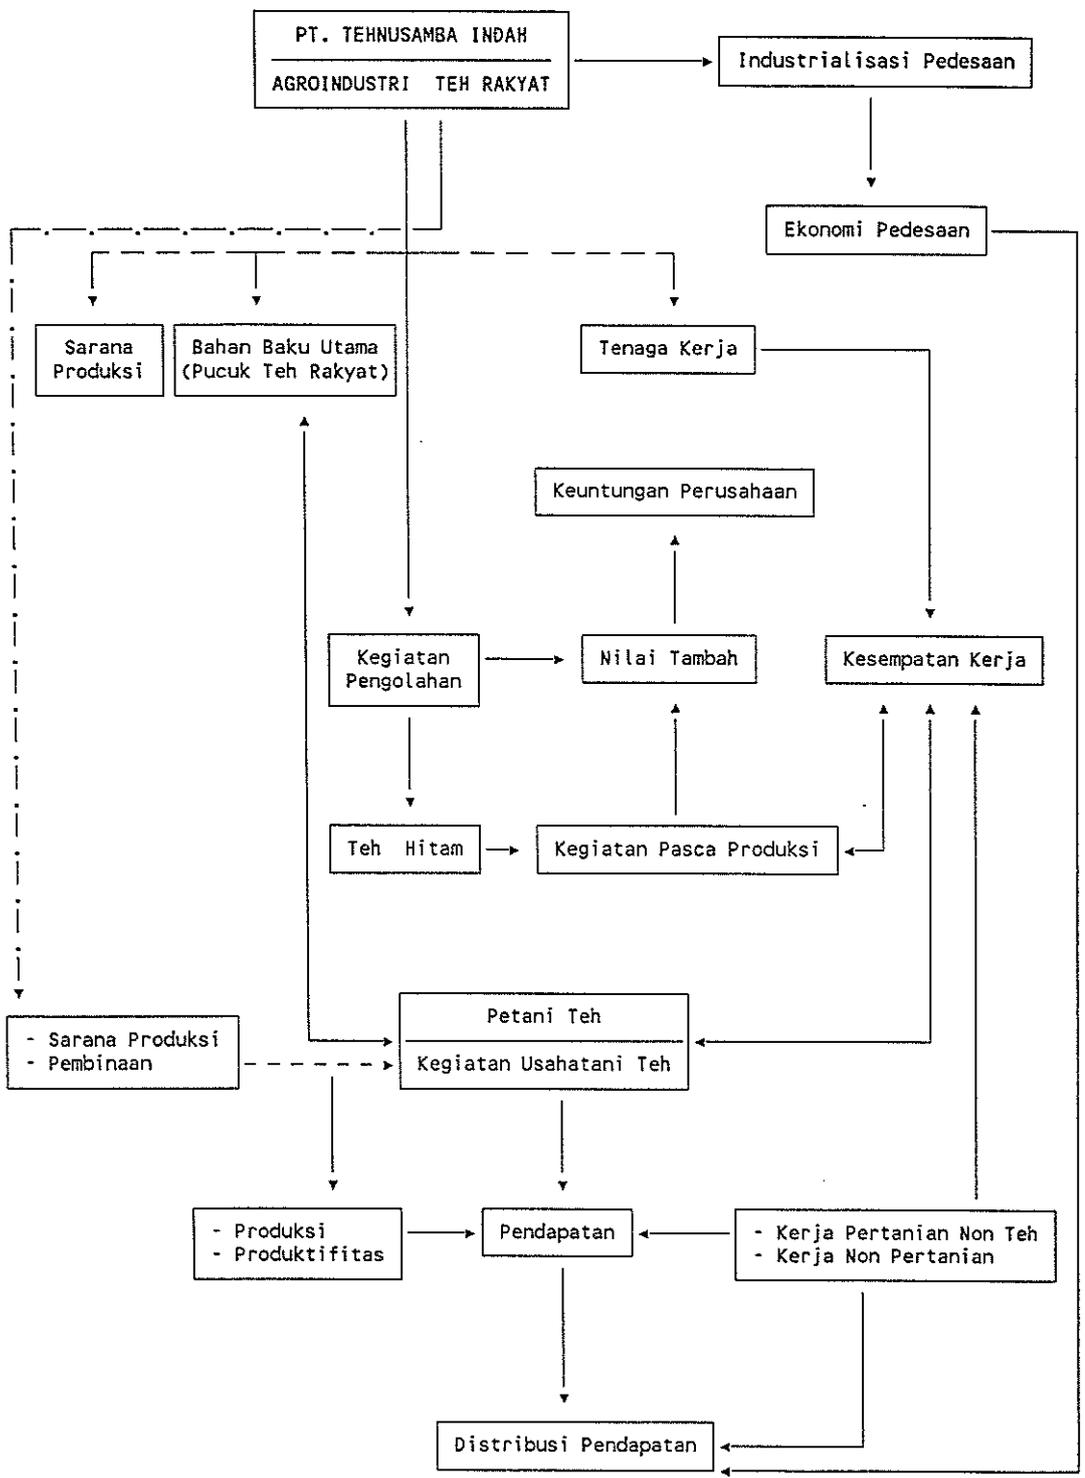 PT. TEHNUSAMBA INDAH
AGROINDUSTRI TEH RAKYAT
Industrialisasi Pedesaan
Ekonomi Pedesaan
Sarana
Produksi
Bahan Baku Utama
(Pucuk Teh Rakyat)
Tenaga Kerja
Keuntungan Perusahaan
Kegiatan
Pengolahan
Nilai Tambah
Kesempatan Kerja
Teh Hitam
Kegiatan Pasca Produksi
- Sarana Produksi
- Pembinaan
Petani Teh
Kegiatan Usahatani Teh
- Produksi
- Produktifitas
Pendapatan
- Kerja Pertanian Non Teh
- Kerja Non Pertanian
Distribusi Pendapatan